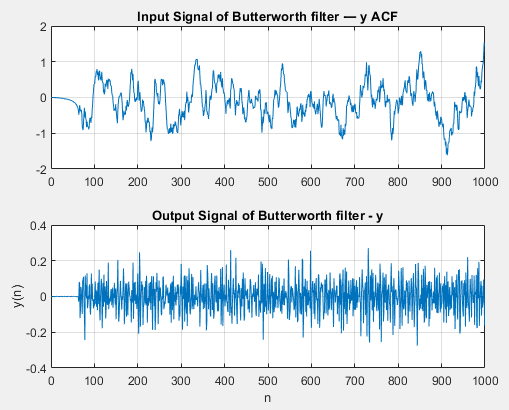 Input Signal of Butterworth filter — y ACF
2
1
0
-1
-2
0 100 200 300 400 500 600 700 800 900 1000
n
Output Signal of Butterworth filter - y
0.4
0.2
0
-0.2
-0.4
y(n)
0 100 200 300 400 500 600 700 800 900 1000
n